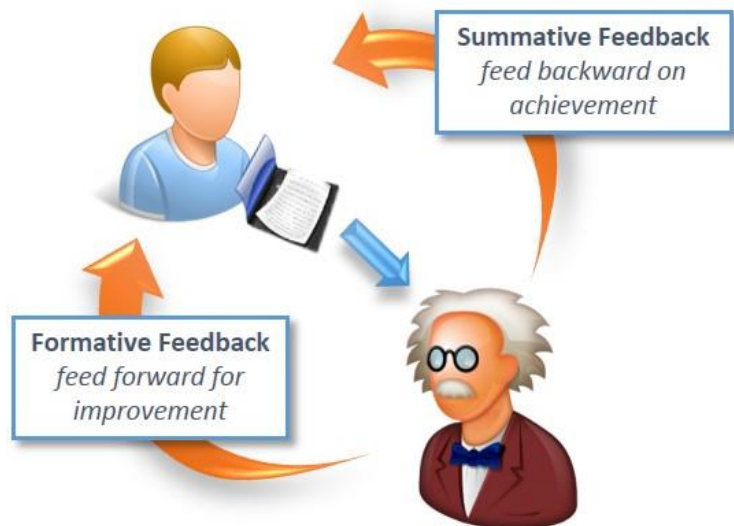 Summative Feedback
feed backward on
achievement
Formative Feedback
feed forward for
improvement